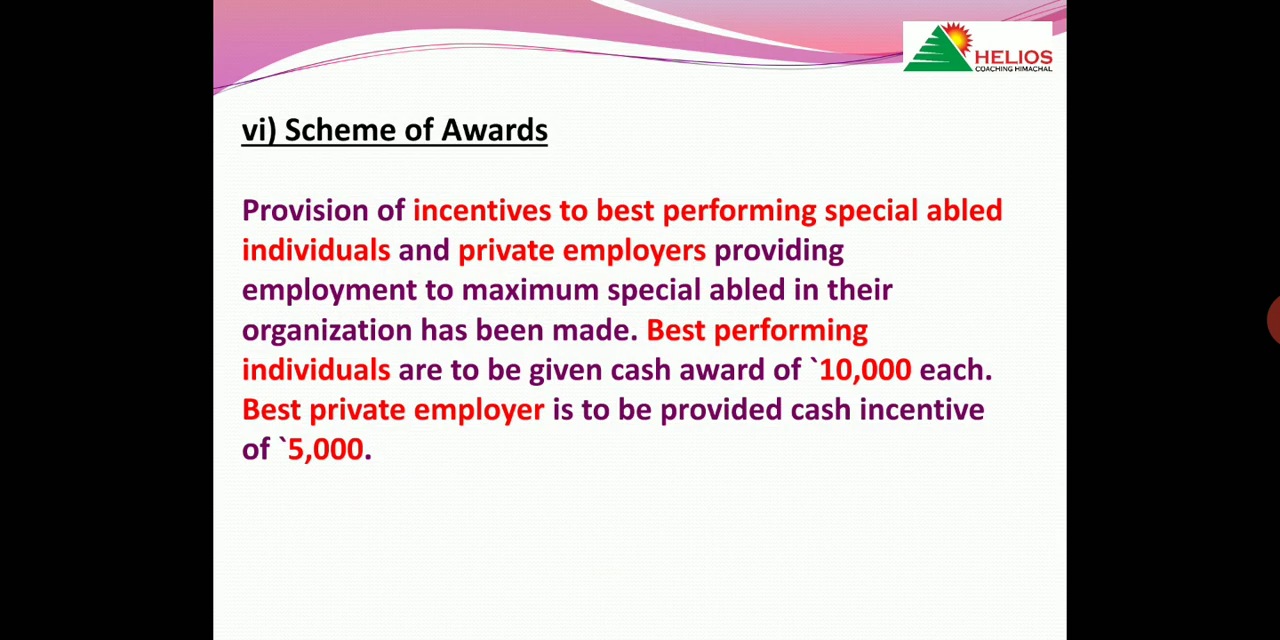 HELIOS
COACHING HIMACHAL
vi) Scheme of Awards
Provision of incentives to best performing special abled
individuals and private employers providing
employment to maximum special abled in their
organization has been made. Best performing
individuals are to be given cash award of `10,000 each.
Best private employer is to be provided cash incentive
of `5,000.